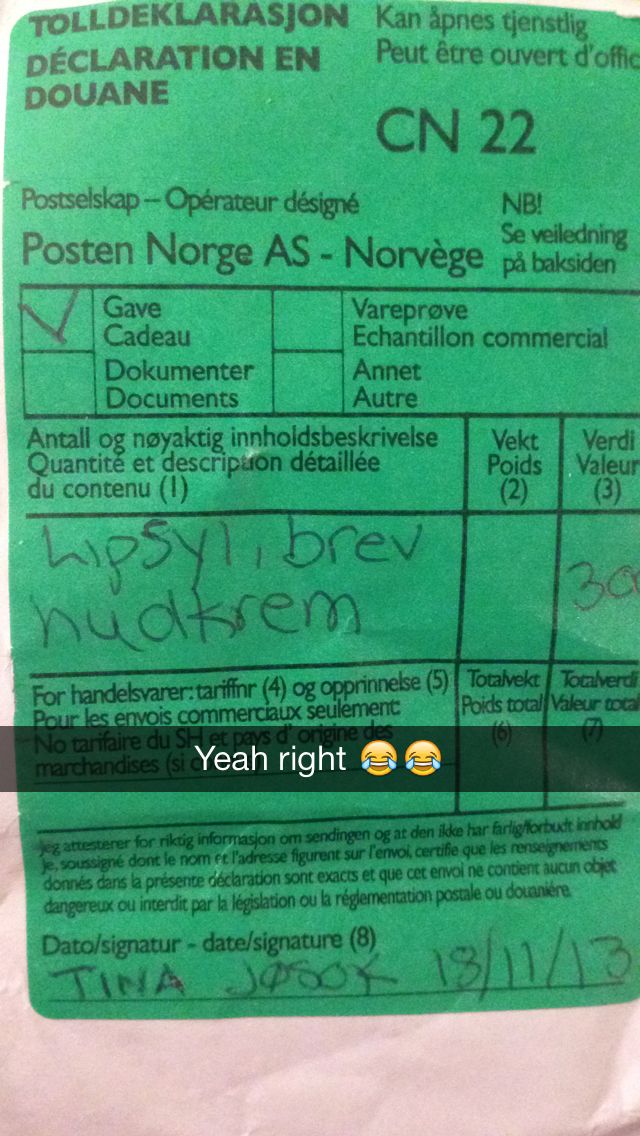 TOLLDEKLARASJON
DÉCLARATION EN
DOUANE
Kan åpnes tjenstlig
Peut être ouvert d'offic
CN 22
Postselskap – Opérateur désigné
Posten Norge AS - Norvège
NB!
Se veiledning
på baksiden
Gave
Cadeau
Vareprøve
Echantillon commercial
Dokumenter
Documents
Annet
Autre
Antall og nøyaktig innholdsbeskrivelse
Quantité et description détaillée
du contenu (1)
Vekt
Poids
(2)
Verdi
Valeur
(3)
Lipsyl, brev
hudkrem
30
For handelsvarer: tariffnr (4) og opprinnelse (5)
Pour les envois commerciaux seulement
No tarifaire du SH et pays d' origine des
marchandises (si c
Totalvekt
Poids total
(6)
Totalverdi
Valeur total
(7)
Yeah right 😂😂
Jeg attesterer for riktig informasjon om sendingen og at den ikke har farlig/forbudt innhold
Je, soussigné dont le nom et l'adresse figurent sur l'envoi, certifie que les renseignements
donnés dans la présente déclaration sont exacts et que cet envoi ne contient aucun objet
dangereux ou interdit par la législation ou la réglementation postale ou douanière.
Dato/signatur - date/signature (8)
TINA JØSOK 18/11/13